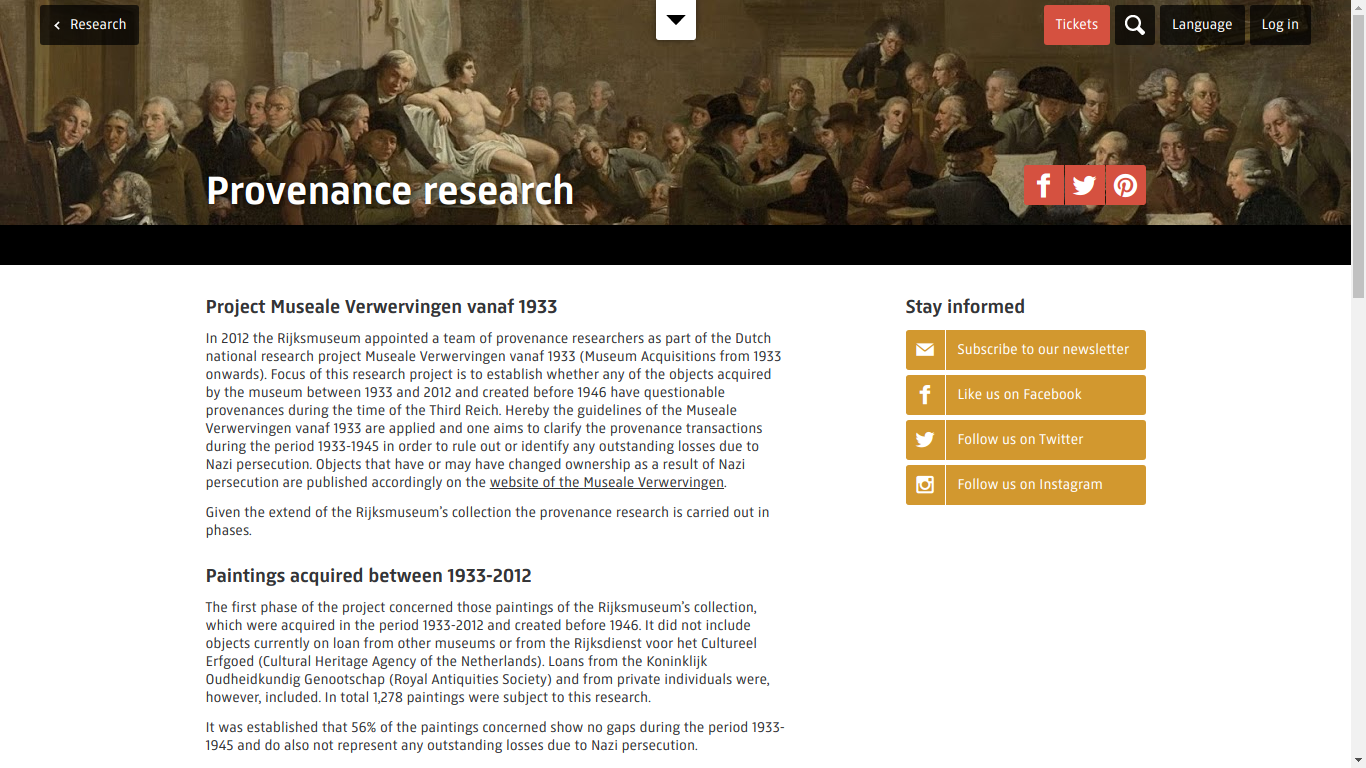 Research
Tickets
Language
Log in
Provenance research
Project Museale Verwervingen vanaf 1933
In 2012 the Rijksmuseum appointed a team of provenance researchers as part of the Dutch
national research project Museale Verwervingen vanaf 1933 (Museum Acquisitions from 1933
onwards). Focus of this research project is to establish whether any of the objects acquired
by the museum between 1933 and 2012 and created before 1946 have questionable
provenances during the time of the Third Reich. Hereby the guidelines of the Museale
Verwervingen vanaf 1933 are applied and one aims to clarify the provenance transactions
during the period 1933-1945 in order to rule out or identify any outstanding losses due to
Nazi persecution. Objects that have or may have changed ownership as a result of Nazi
persecution are published accordingly on the website of the Museale Verwervingen.
Given the extend of the Rijksmuseum's collection the provenance research is carried out in
phases.
Paintings acquired between 1933-2012
The first phase of the project concerned those paintings of the Rijksmuseum's collection,
which were acquired in the period 1933-2012 and created before 1946. It did not include
objects currently on loan from other museums or from the Rijksdienst voor het Cultureel
Erfgoed (Cultural Heritage Agency of the Netherlands). Loans from the Koninklijk
Oudheidkundig Genootschap (Royal Antiquities Society) and from private individuals were,
however, included. In total 1,278 paintings were subject to this research.
It was established that 56% of the paintings concerned show no gaps during the period 1933-
1945 and do also not represent any outstanding losses due to Nazi persecution.
Stay informed
Subscribe to our newsletter
Like us on Facebook
Follow us on Twitter
Follow us on Instagram